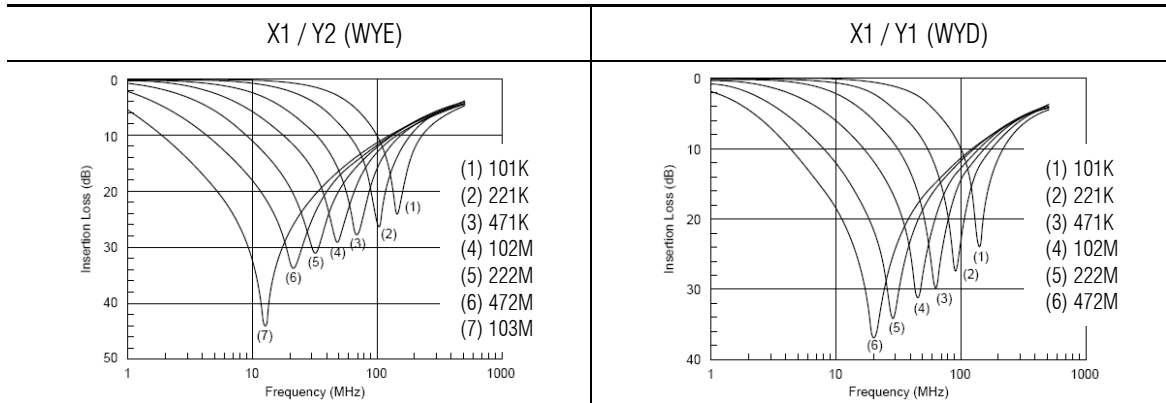 X1 / Y2 (WYE)
X1 / Y1 (WYD)
0
10
20
30
40
50
Insertion Loss (dB)
1
10
100
1000
Frequency (MHz)
(1)
(2)
(3)
(4)
(5)
(6)
(7)
(1) 101K
(2) 221K
(3) 471K
(4) 102M
(5) 222M
(6) 472M
(7) 103M
0
10
20
30
40
Insertion Loss (dB)
1
10
100
1000
Frequency (MHz)
(1)
(2)
(3)
(4)
(5)
(6)
(1) 101K
(2) 221K
(3) 471K
(4) 102M
(5) 222M
(6) 472M